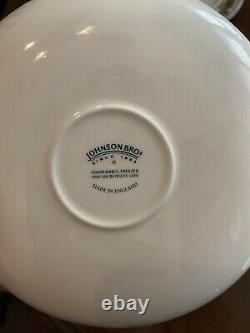 JOHNSON BROS
SINCE 1883
DISHWASHER, FREEZER
AND MICROWAVE SAFE
MADE IN ENGLAND